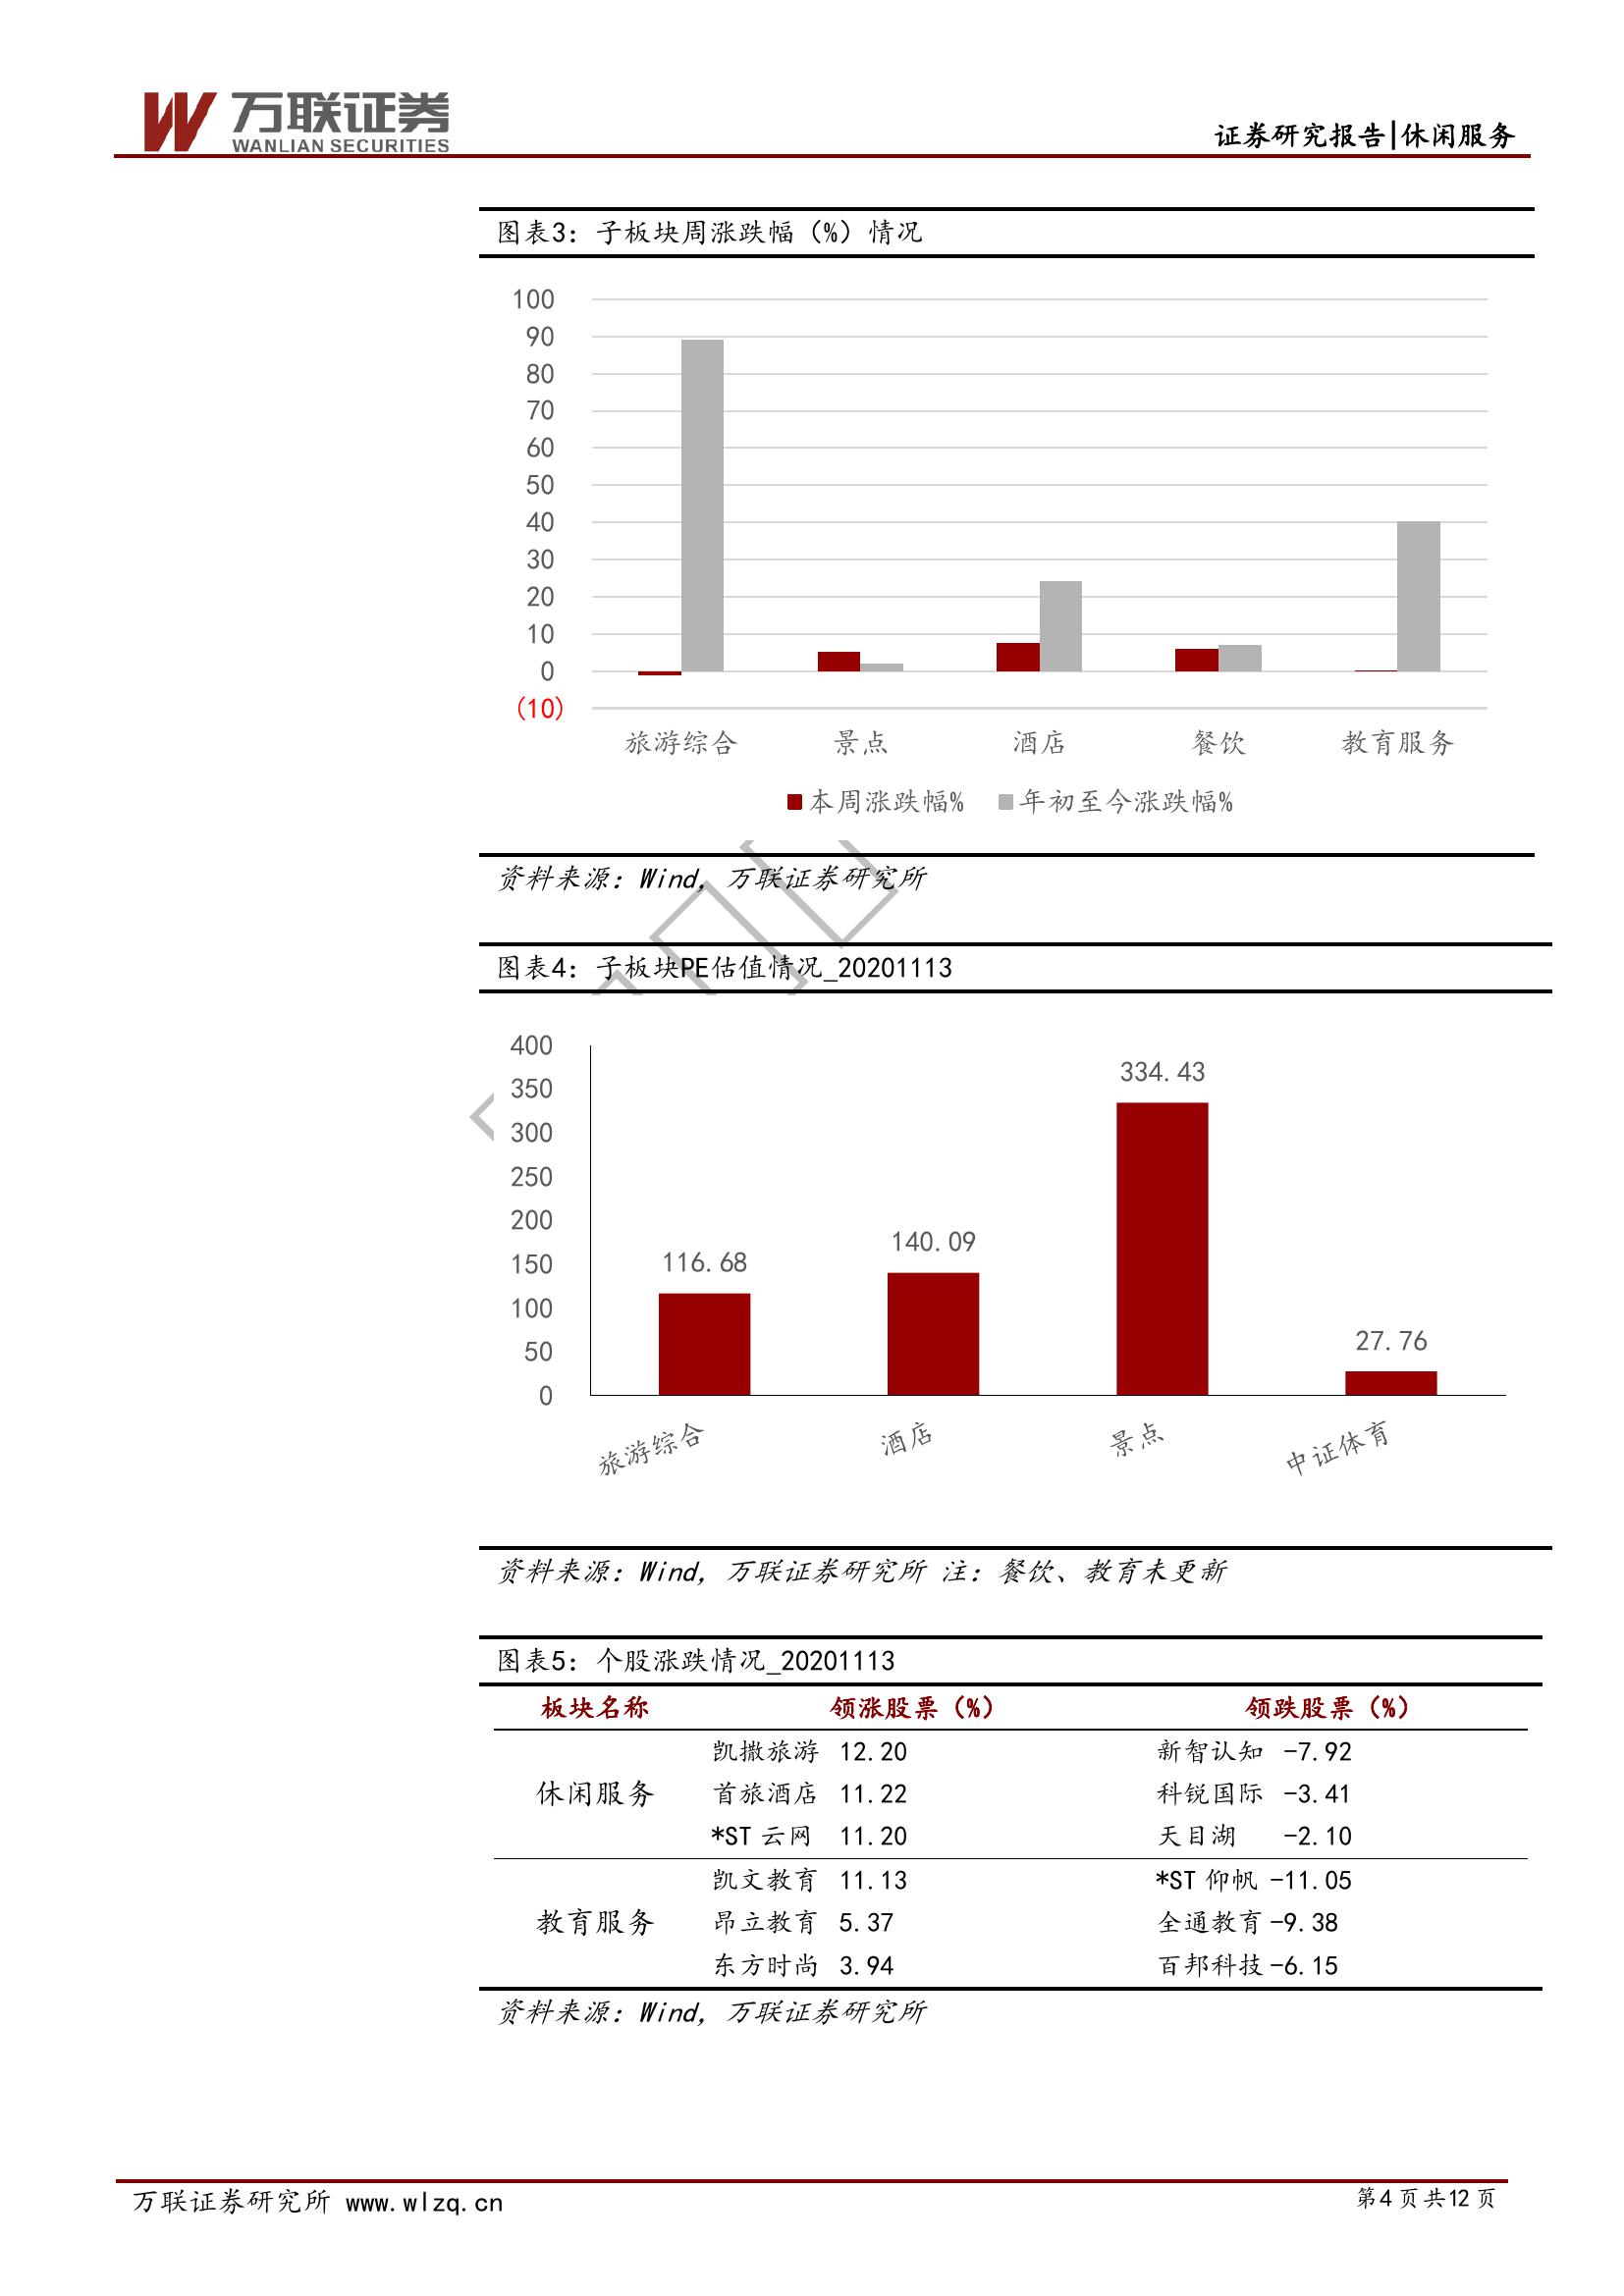 万联证券
WANLIAN SECURITIES
证券研究报告|休闲服务
图表3：子板块周涨跌幅（%）情况
100
90
80
70
60
50
40
30
20
10
0
(10)
旅游综合 景点 酒店 餐饮 教育服务
本周涨跌幅% 年初至今涨跌幅%
资料来源：Wind，万联证券研究所
图表4：子板块PE估值情况_20201113
400
350
300
250
200
150
100
50
0
116.68 140.09 334.43 27.76
旅游综合 酒店 景点 中证体育
资料来源：Wind，万联证券研究所 注：餐饮、教育未更新
图表5：个股涨跌情况_20201113
板块名称 领涨股票（%） 领跌股票（%）
凯撒旅游 12.20 新智认知 -7.92
休闲服务 首旅酒店 11.22 科锐国际 -3.41
*ST 云网 11.20 天目湖 -2.10
凯文教育 11.13 *ST 仰帆 -11.05
教育服务 昂立教育 5.37 全通教育 -9.38
东方时尚 3.94 百邦科技 -6.15
资料来源：Wind，万联证券研究所
万联证券研究所 www.wlzq.cn 第4页共12页